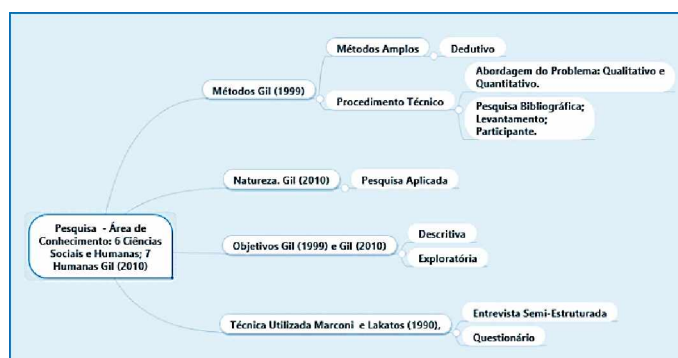 Métodos Amplos
Dedutivo
Métodos Gil (1999)
Procedimento Técnico
Abordagem do Problema: Qualitativo e
Quantitativo.
Pesquisa Bibliográfica;
Levantamento;
Participante.
Natureza. Gil (2010)
Pesquisa Aplicada
Pesquisa - Área de
Conhecimento: 6 Ciências
Sociais e Humanas; 7
Humanas Gil (2010)
Objetivos Gil (1999) e Gil (2010)
Descritiva
Exploratória
Técnica Utilizada Marconi e Lakatos (1990),
Entrevista Semi-Estruturada
Questionário